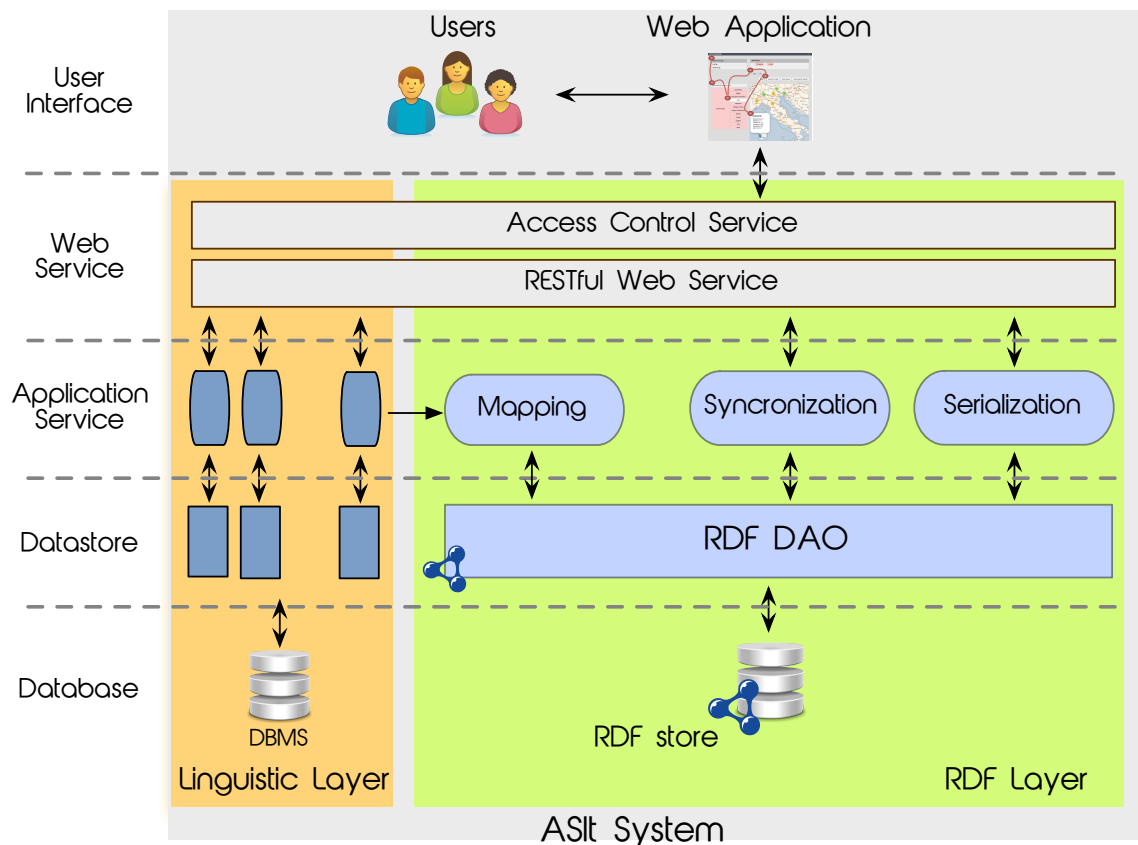 Users
Web Application
User
Interface
Access Control Service
Web
Service
RESTful Web Service
Application
Service
Mapping
Syncronization
Serialization
Datastore
RDF DAO
Database
DBMS
RDF store
Linguistic Layer
RDF Layer
ASIt System